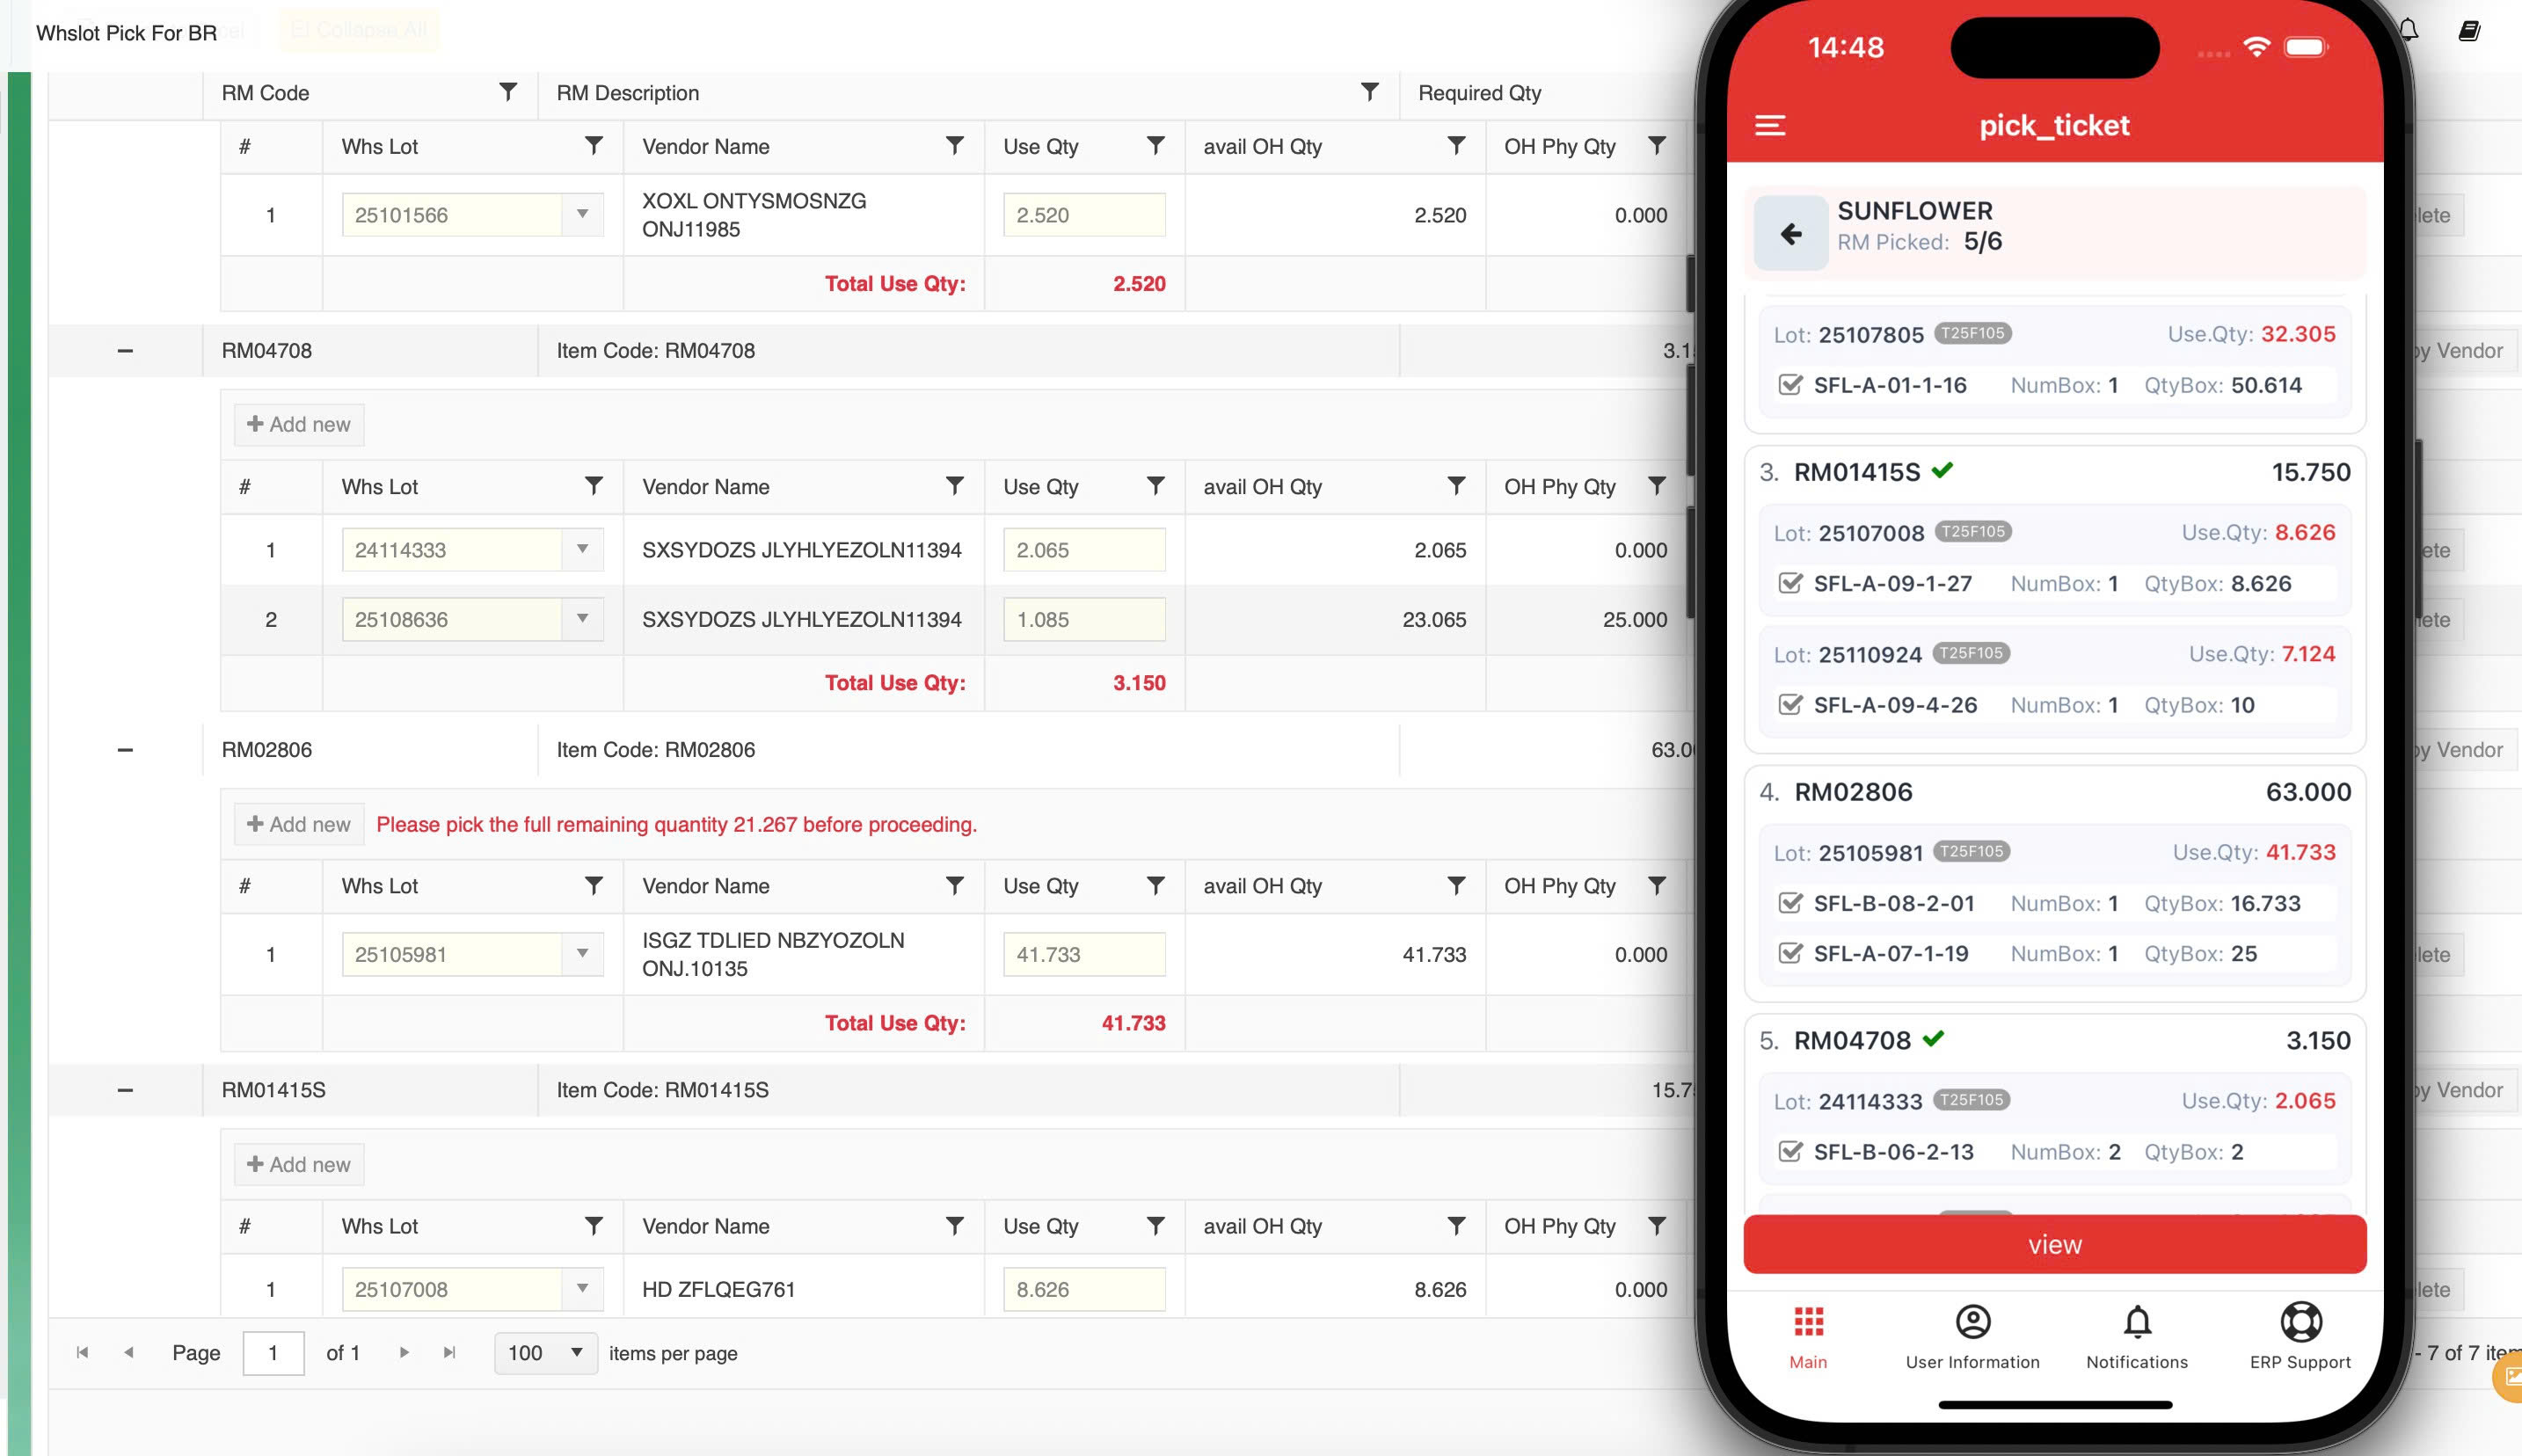 Whslot Pick For BR
Collapse All
RM Code
RM Description
Required Qty
# Whs Lot Vendor Name Use Qty avail OH Qty OH Phy Qty
1 25101566 XOXL ONTYSMOSNZG 2.520 2.520 0.000
ONJ11985
Total Use Qty: 2.520
RM04708 Item Code: RM04708
by Vendor
Add new
# Whs Lot Vendor Name Use Qty avail OH Qty OH Phy Qty
1 24114333 SXSYDOZS JLYHLYEZOLN11394 2.065 2.065 0.000
2 25108636 SXSYDOZS JLYHLYEZOLN11394 1.085 23.065 25.000
Total Use Qty: 3.150
RM02806 Item Code: RM02806
by Vendor
Add new Please pick the full remaining quantity 21.267 before proceeding.
# Whs Lot Vendor Name Use Qty avail OH Qty OH Phy Qty
1 25105981 ISGZ TDLIED NBZYOZOLN 41.733 41.733 0.000
ONJ.10135
Total Use Qty: 41.733
RM01415S Item Code: RM01415S
by Vendor
Add new
# Whs Lot Vendor Name Use Qty avail OH Qty OH Phy Qty
1 25107008 HD ZFLQEG761 8.626 8.626 0.000
Page 1 of 1 100 items per page
- 7 of 7
14:48
pick_ticket
SUNFLOWER
RM Picked: 5/6
Lot: 25107805 T25F105 Use.Qty: 32.305
SFL-A-01-1-16 NumBox: 1 QtyBox: 50.614
3. RM01415S 15.750
Lot: 25107008 T25F105 Use.Qty: 8.626
SFL-A-09-1-27 NumBox: 1 QtyBox: 8.626
Lot: 25110924 T25F105 Use.Qty: 7.124
SFL-A-09-4-26 NumBox: 1 QtyBox: 10
4. RM02806 63.000
Lot: 25105981 T25F105 Use.Qty: 41.733
SFL-B-08-2-01 NumBox: 1 QtyBox: 16.733
SFL-A-07-1-19 NumBox: 1 QtyBox: 25
5. RM04708 3.150
Lot: 24114333 T25F105 Use.Qty: 2.065
SFL-B-06-2-13 NumBox: 2 QtyBox: 2
view
Main
User Information
Notifications
ERP Support